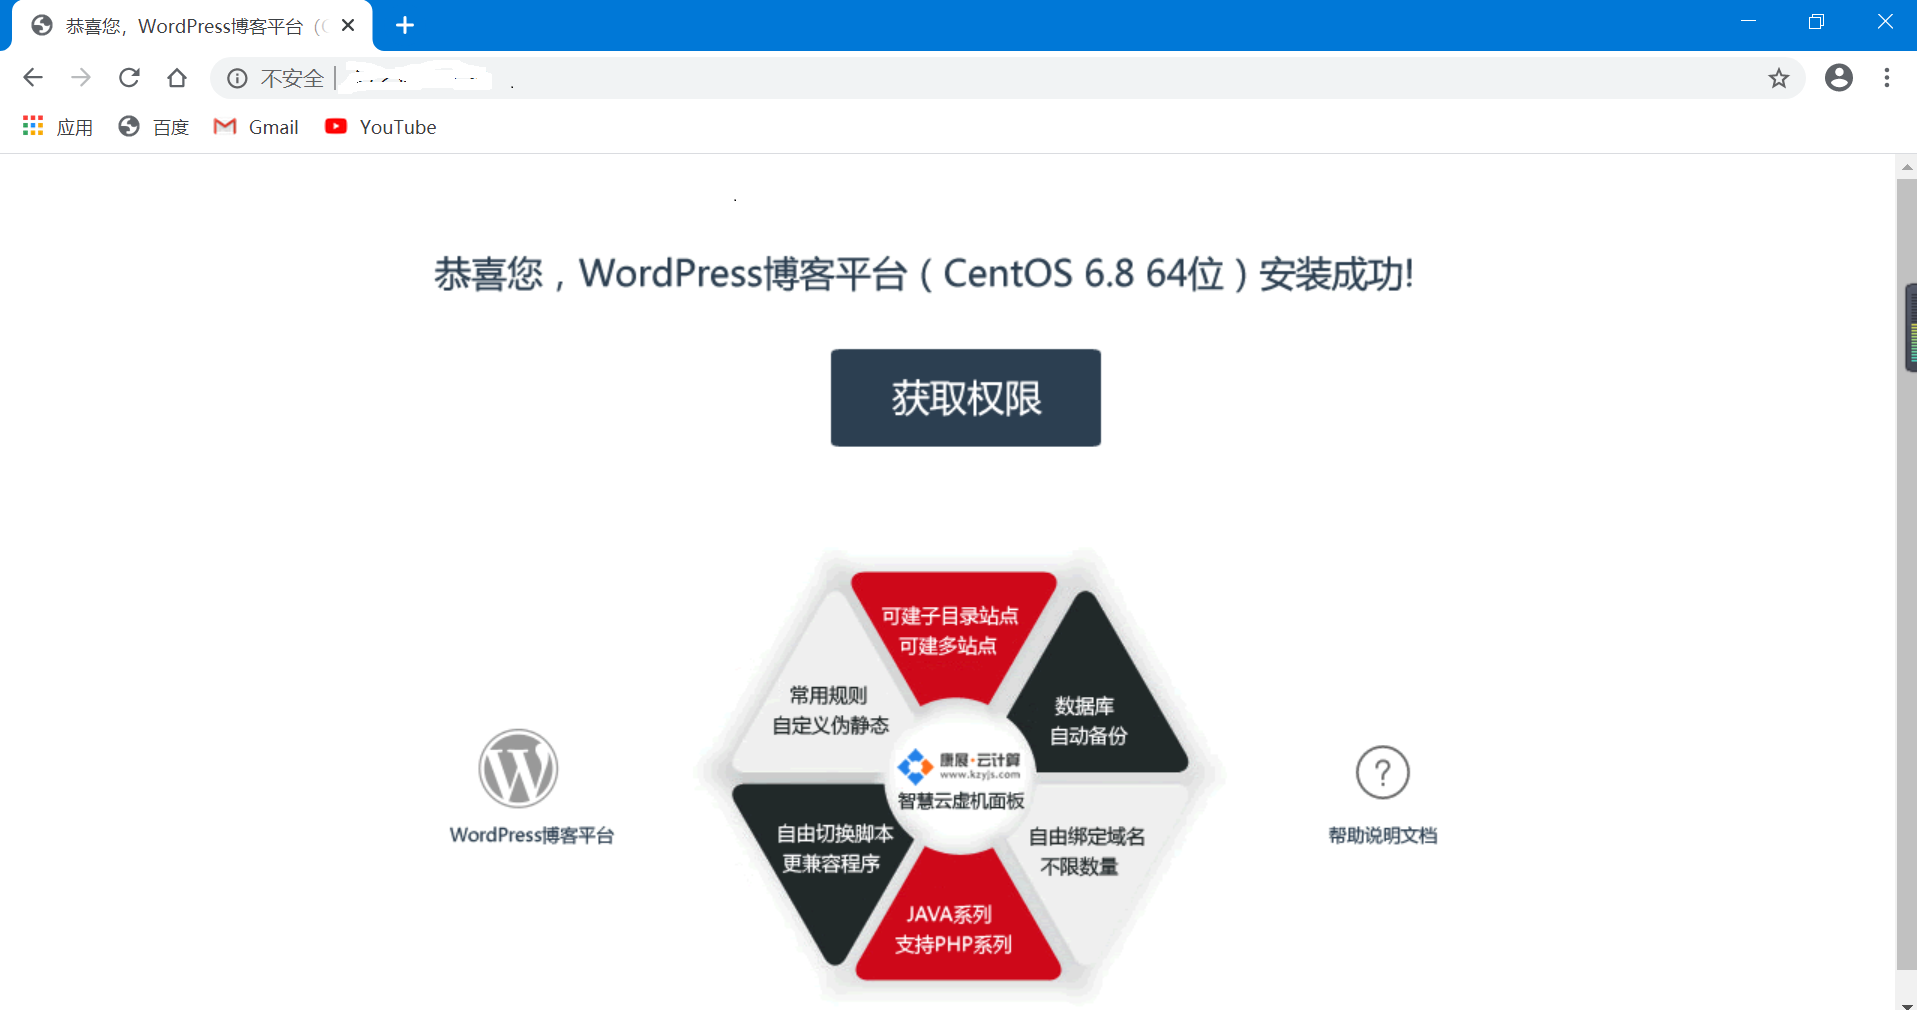 恭喜您，WordPress博客平台（
不安全
应用 百度 Gmail YouTube
恭喜您，WordPress博客平台（CentOS 6.8 64位）安装成功!
获取权限
可建子目录站点
可建多站点
常用规则
自定义伪静态
数据库
自动备份
康展·云计算
www.kzyjs.com
智慧云虚机面板
自由切换脚本
更兼容程序
自由绑定域名
不限数量
JAVA系列
支持PHP系列
WordPress博客平台
?
帮助说明文档